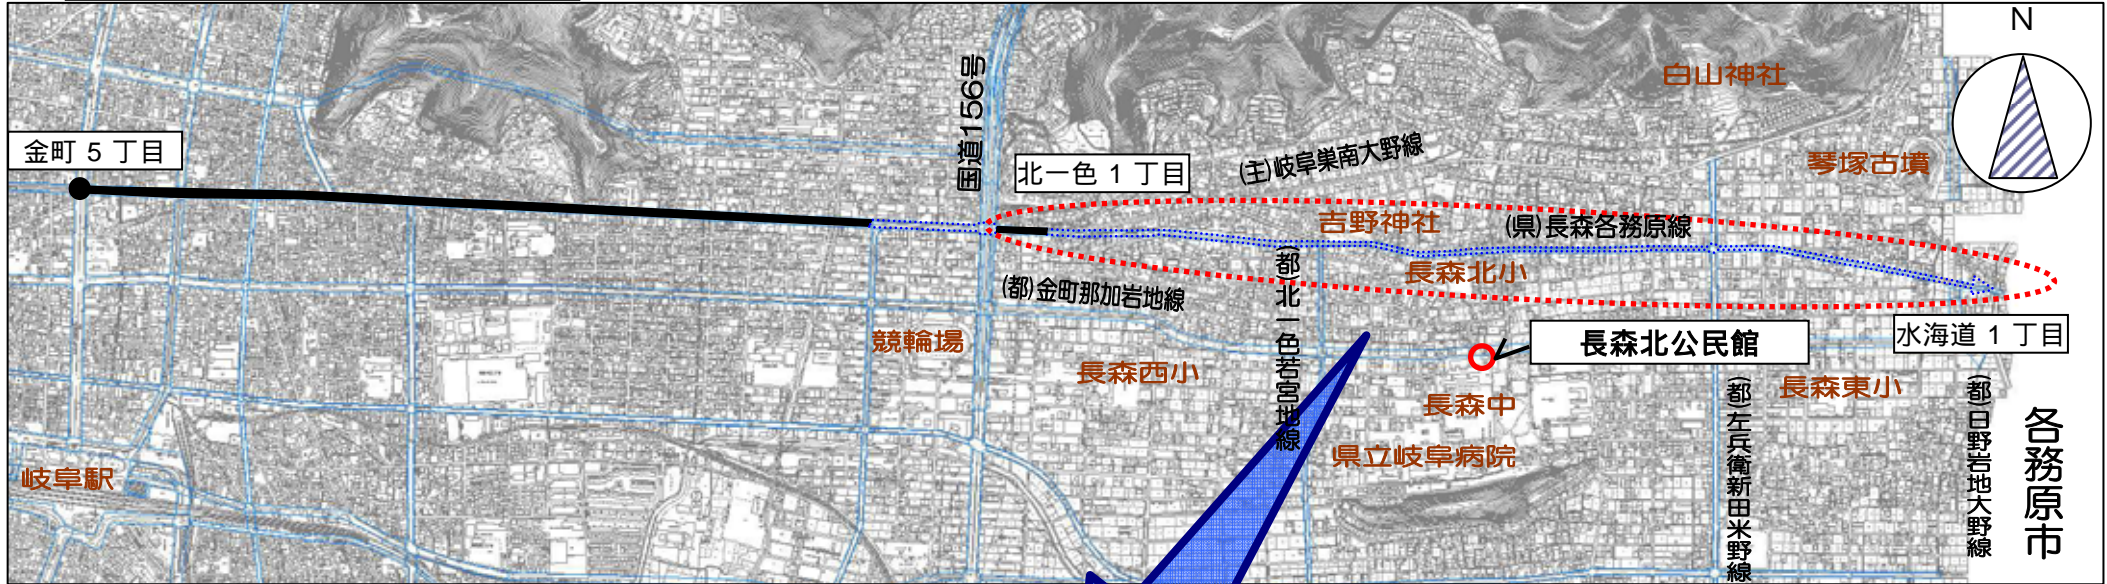 N
白山神社
国道156号
金町 5 丁目
北一色 1 丁目
(主)岐阜巣南大野線
琴塚古墳
吉野神社
(県)長森各務原線
長森北小
(都)金町那加岩地線
(都)北一色若宮地線
競輪場
長森北公民館
水海道 1 丁目
長森西小
長森中
長森東小
(都)左兵衛新田米野線
(都)日野岩地大野線
各務原市
県立岐阜病院
岐阜駅